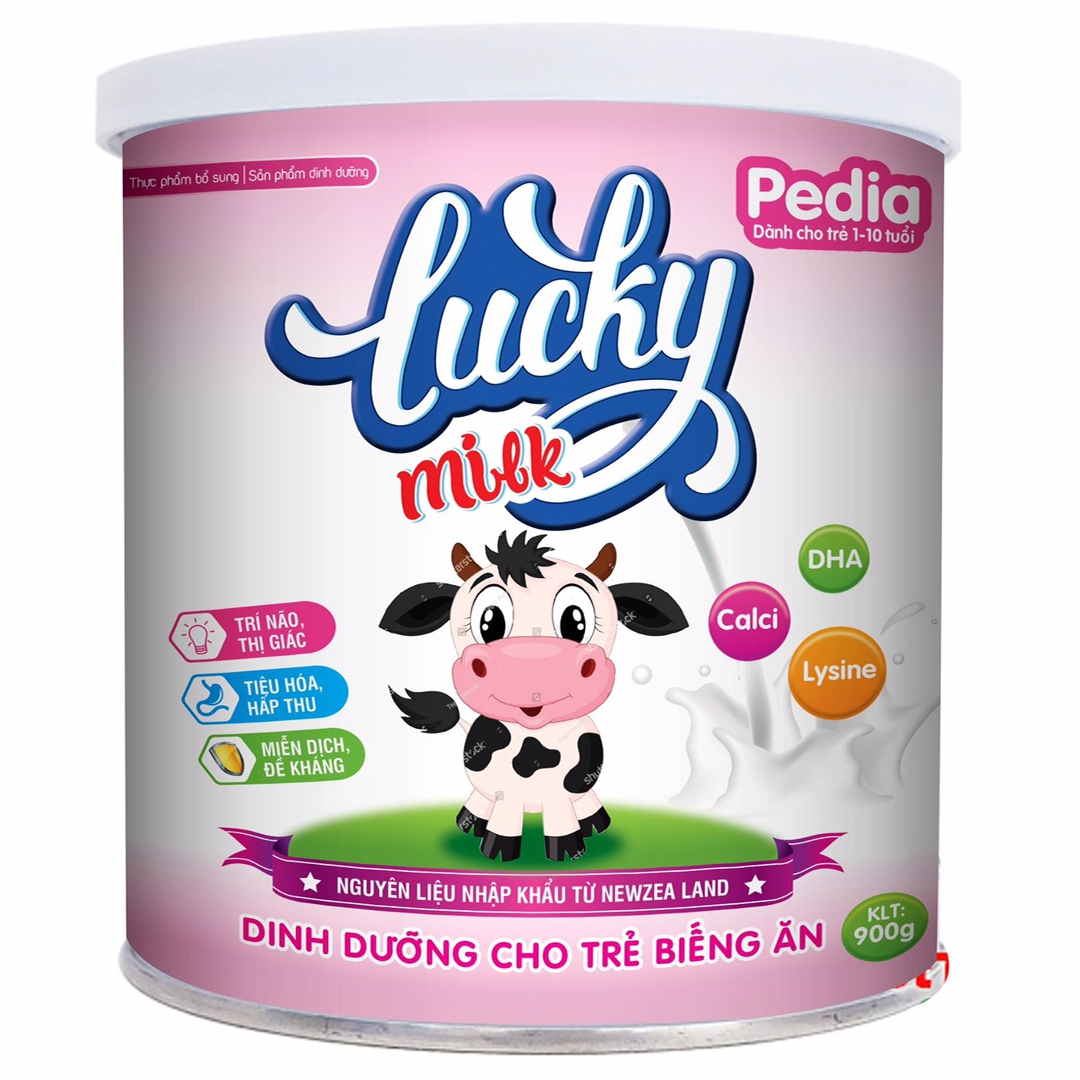 Thực phẩm bổ sung | Sản phẩm dinh dưỡng
Pedia
Dành cho trẻ 1-10 tuổi
Lucky
milk
DHA
Calci
Lysine
TRÍ NÃO,
THỊ GIÁC
TIÊU HÓA,
HẤP THU
MIỄN DỊCH,
ĐỀ KHÁNG
NGUYÊN LIỆU NHẬP KHẨU TỪ NEWZEA LAND
DINH DƯỠNG CHO TRẺ BIẾNG ĂN
KLT:
900g